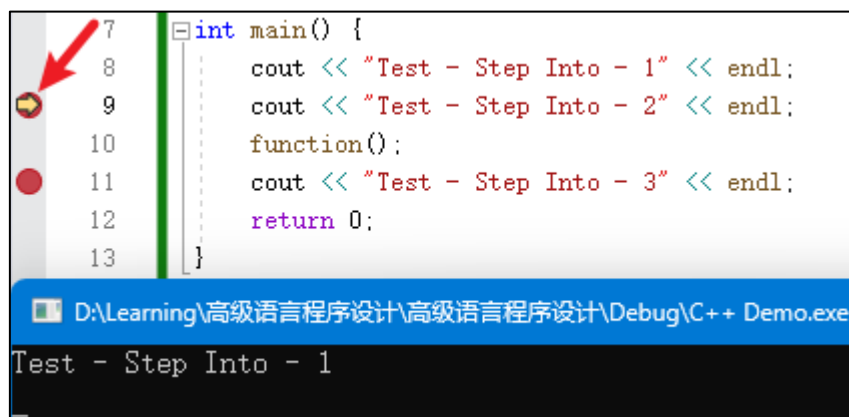 7 int main() {
8 cout << "Test - Step Into - 1" << endl;
9 cout << "Test - Step Into - 2" << endl;
10 function();
11 cout << "Test - Step Into - 3" << endl;
12 return 0;
13 }
D:\Learning\高级语言程序设计\高级语言程序设计\Debug\C++ Demo.exe
Test - Step Into - 1